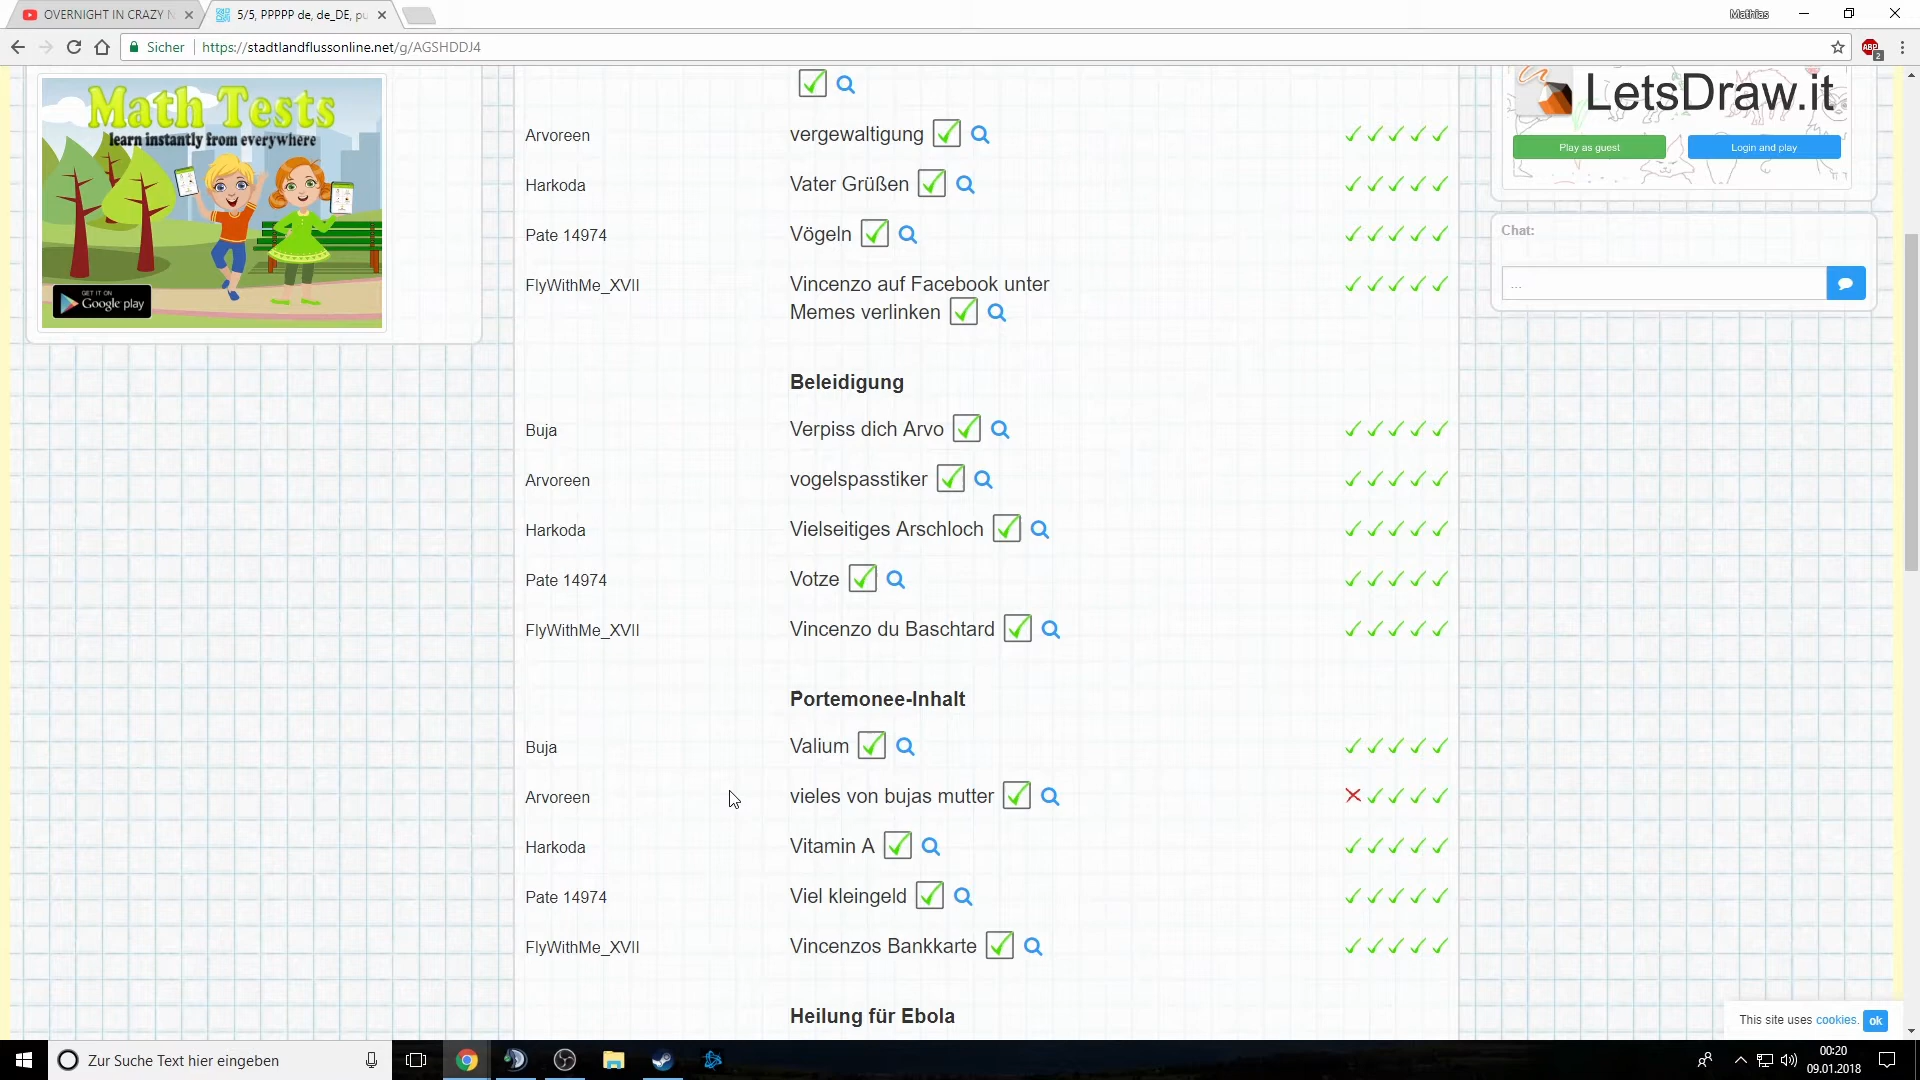 OVERNIGHT IN CRAZY
5/5, PPPPP de, de_DE, pu
Mathias
Sicher
https://stadtlandflussonline.net/g/AGSHDDJ4
ABP
2
Math Tests
learn instantly from everywhere
GET IT ON
Google play
Arvoreen
vergewaltigung
Harkoda
Vater Grüßen
Pate 14974
Vögeln
FlyWithMe_XVII
Vincenzo auf Facebook unter
Memes verlinken
Beleidigung
Buja
Verpiss dich Arvo
Arvoreen
vogelspasstiker
Harkoda
Vielseitiges Arschloch
Pate 14974
Votze
FlyWithMe_XVII
Vincenzo du Baschtard
Portemonee-Inhalt
Buja
Valium
Arvoreen
vieles von bujas mutter
Harkoda
Vitamin A
Pate 14974
Viel kleingeld
FlyWithMe_XVII
Vincenzos Bankkarte
Heilung für Ebola
LetsDraw.it
Play as guest
Login and play
Chat:
...
This site uses cookies.
ok
Zur Suche Text hier eingeben
00:20
09.01.2018